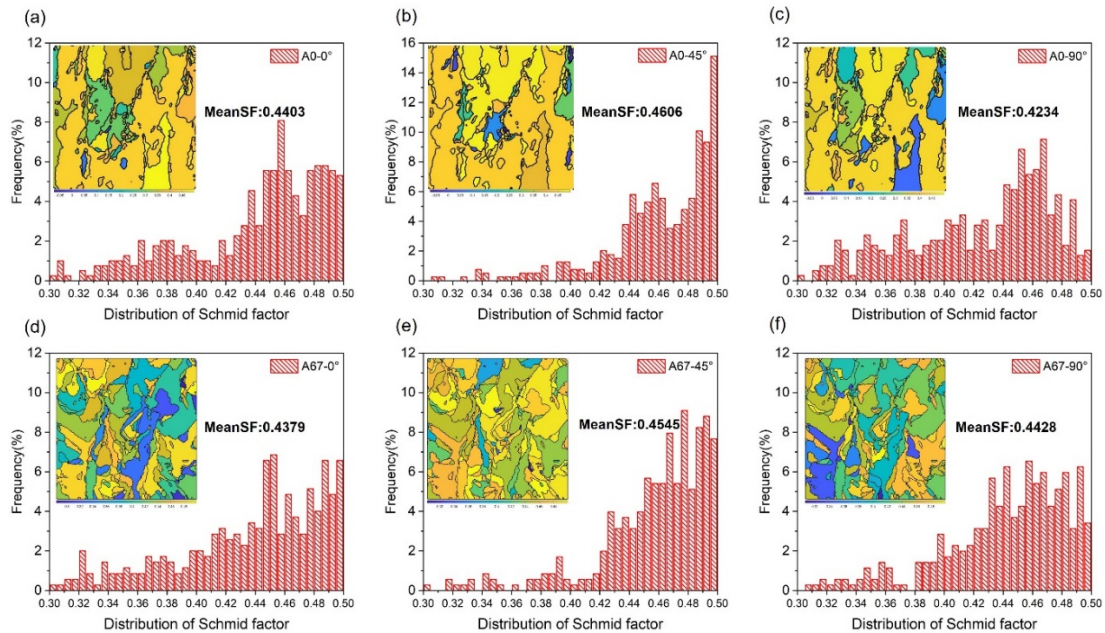 (a)
A0-0°
MeanSF:0.4403
Frequency(%)
12
10
8
6
4
2
0
0.30 0.32 0.34 0.36 0.38 0.40 0.42 0.44 0.46 0.48 0.50
Distribution of Schmid factor
(b)
A0-45°
MeanSF:0.4606
Frequency(%)
16
14
12
10
8
6
4
2
0
0.30 0.32 0.34 0.36 0.38 0.40 0.42 0.44 0.46 0.48 0.50
Distribution of Schmid factor
(c)
A0-90°
MeanSF:0.4234
Frequency(%)
12
10
8
6
4
2
0
0.30 0.32 0.34 0.36 0.38 0.40 0.42 0.44 0.46 0.48 0.50
Distribution of Schmid factor
(d)
A67-0°
MeanSF:0.4379
Frequency(%)
12
10
8
6
4
2
0
0.30 0.32 0.34 0.36 0.38 0.40 0.42 0.44 0.46 0.48 0.50
Distribution of Schmid factor
(e)
A67-45°
MeanSF:0.4545
Frequency(%)
12
10
8
6
4
2
0
0.30 0.32 0.34 0.36 0.38 0.40 0.42 0.44 0.46 0.48 0.50
Distribution of Schmid factor
(f)
A67-90°
MeanSF:0.4428
Frequency(%)
12
10
8
6
4
2
0
0.30 0.32 0.34 0.36 0.38 0.40 0.42 0.44 0.46 0.48 0.50
Distribution of Schmid factor